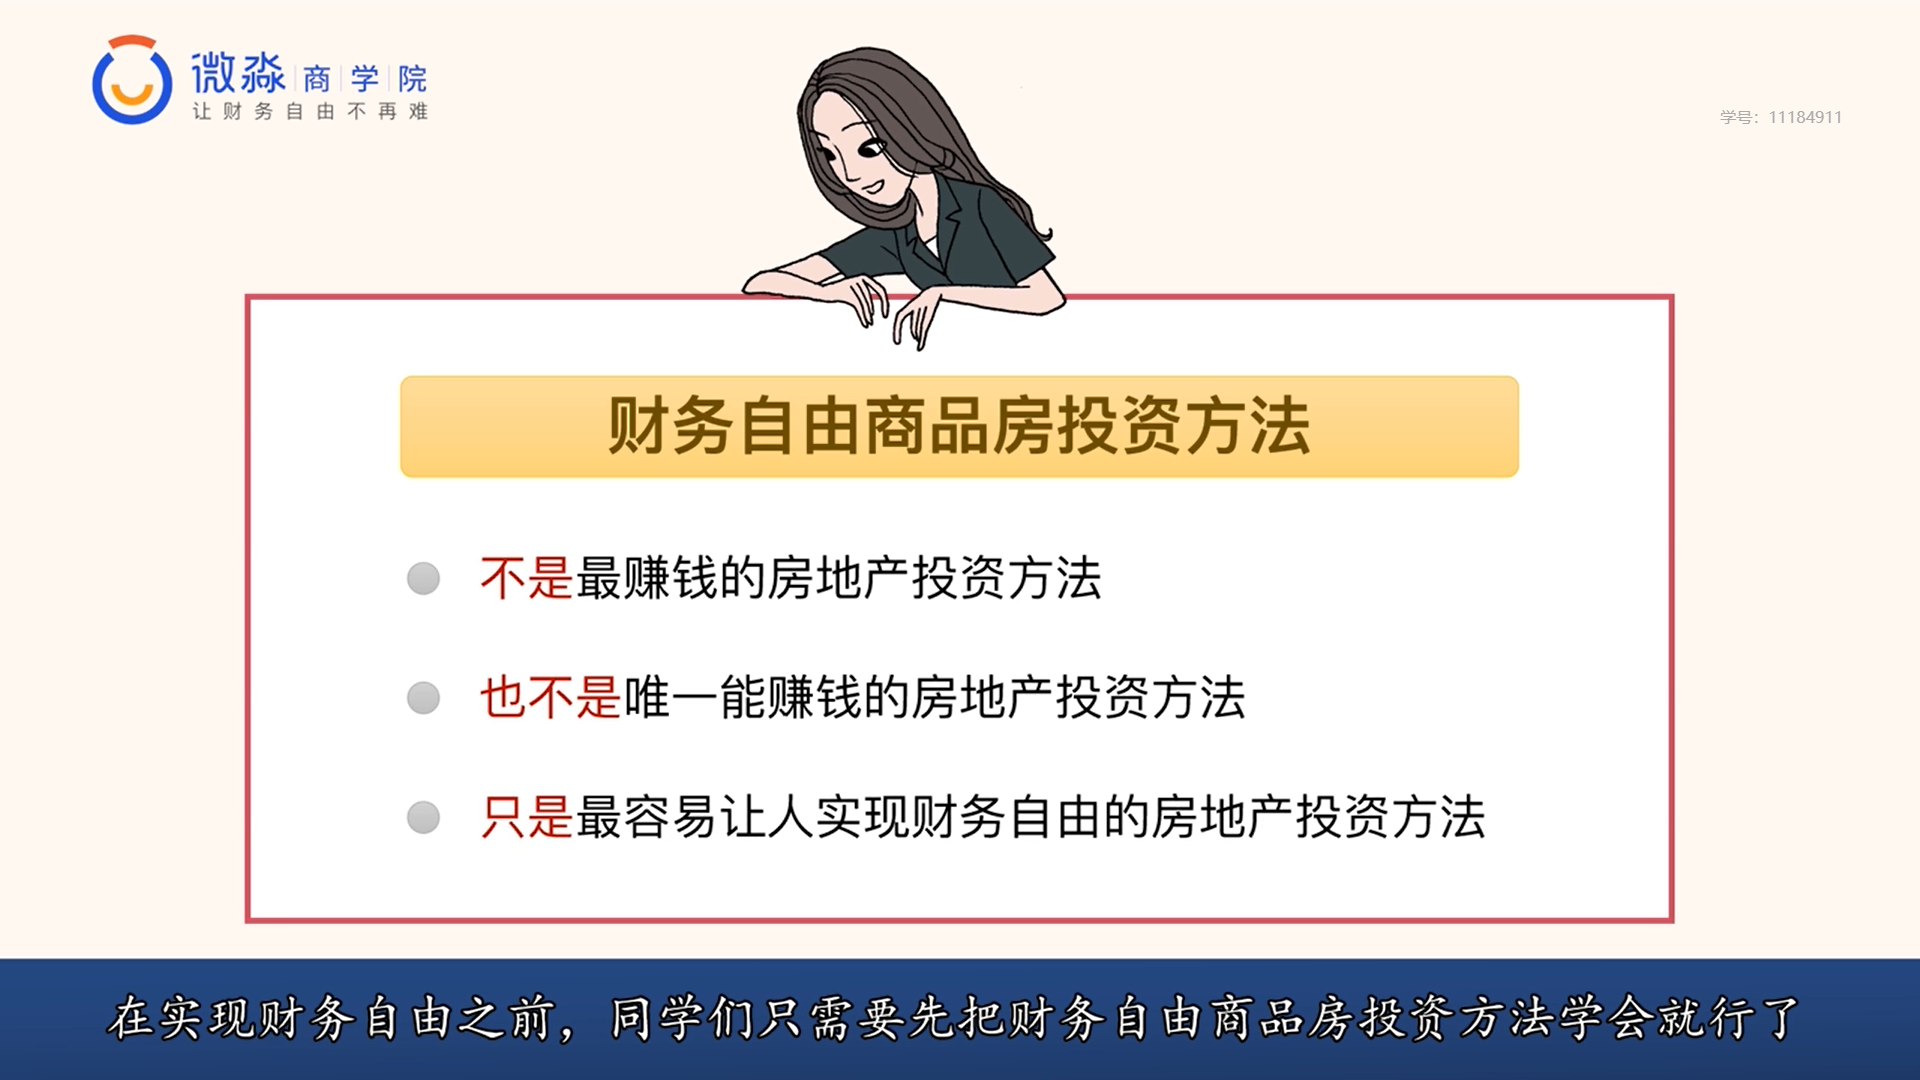 微淼商学院
让财务自由不再难
学号：11184911
财务自由商品房投资方法
不是最赚钱的房地产投资方法
也不是唯一能赚钱的房地产投资方法
只是最容易让人实现财务自由的房地产投资方法
在实现财务自由之前，同学们只需要先把财务自由商品房投资方法学会就行了